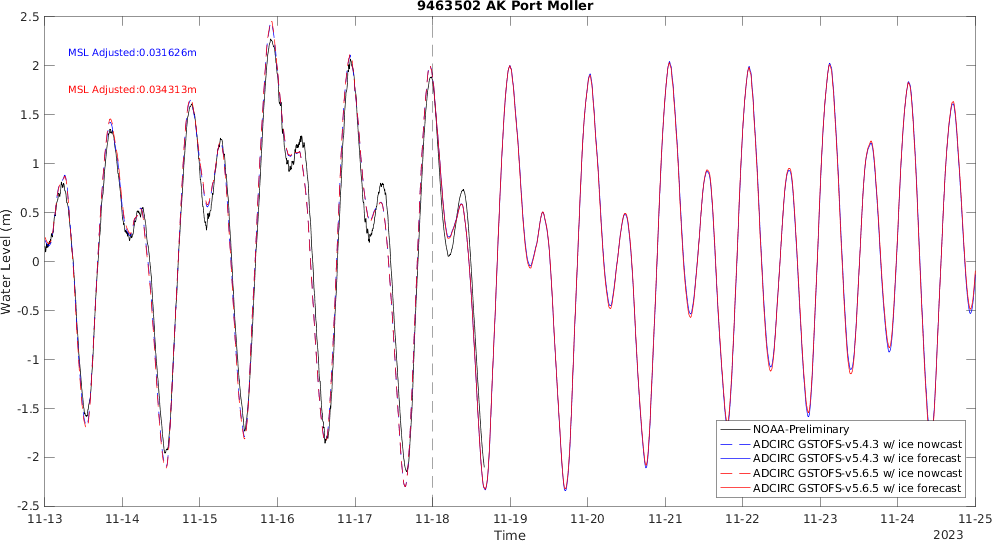 9463502 AK Port Moller
MSL Adjusted:0.031626m
MSL Adjusted:0.034313m
Water Level (m)
2.5
2
1.5
1
0.5
0
-0.5
-1
-1.5
-2
-2.5
NOAA-Preliminary
ADCIRC GSTOFS-v5.4.3 w/ ice nowcast
ADCIRC GSTOFS-v5.4.3 w/ ice forecast
ADCIRC GSTOFS-v5.6.5 w/ ice nowcast
ADCIRC GSTOFS-v5.6.5 w/ ice forecast
11-13 11-14 11-15 11-16 11-17 11-18 11-19 11-20 11-21 11-22 11-23 11-24 11-25
Time
2023